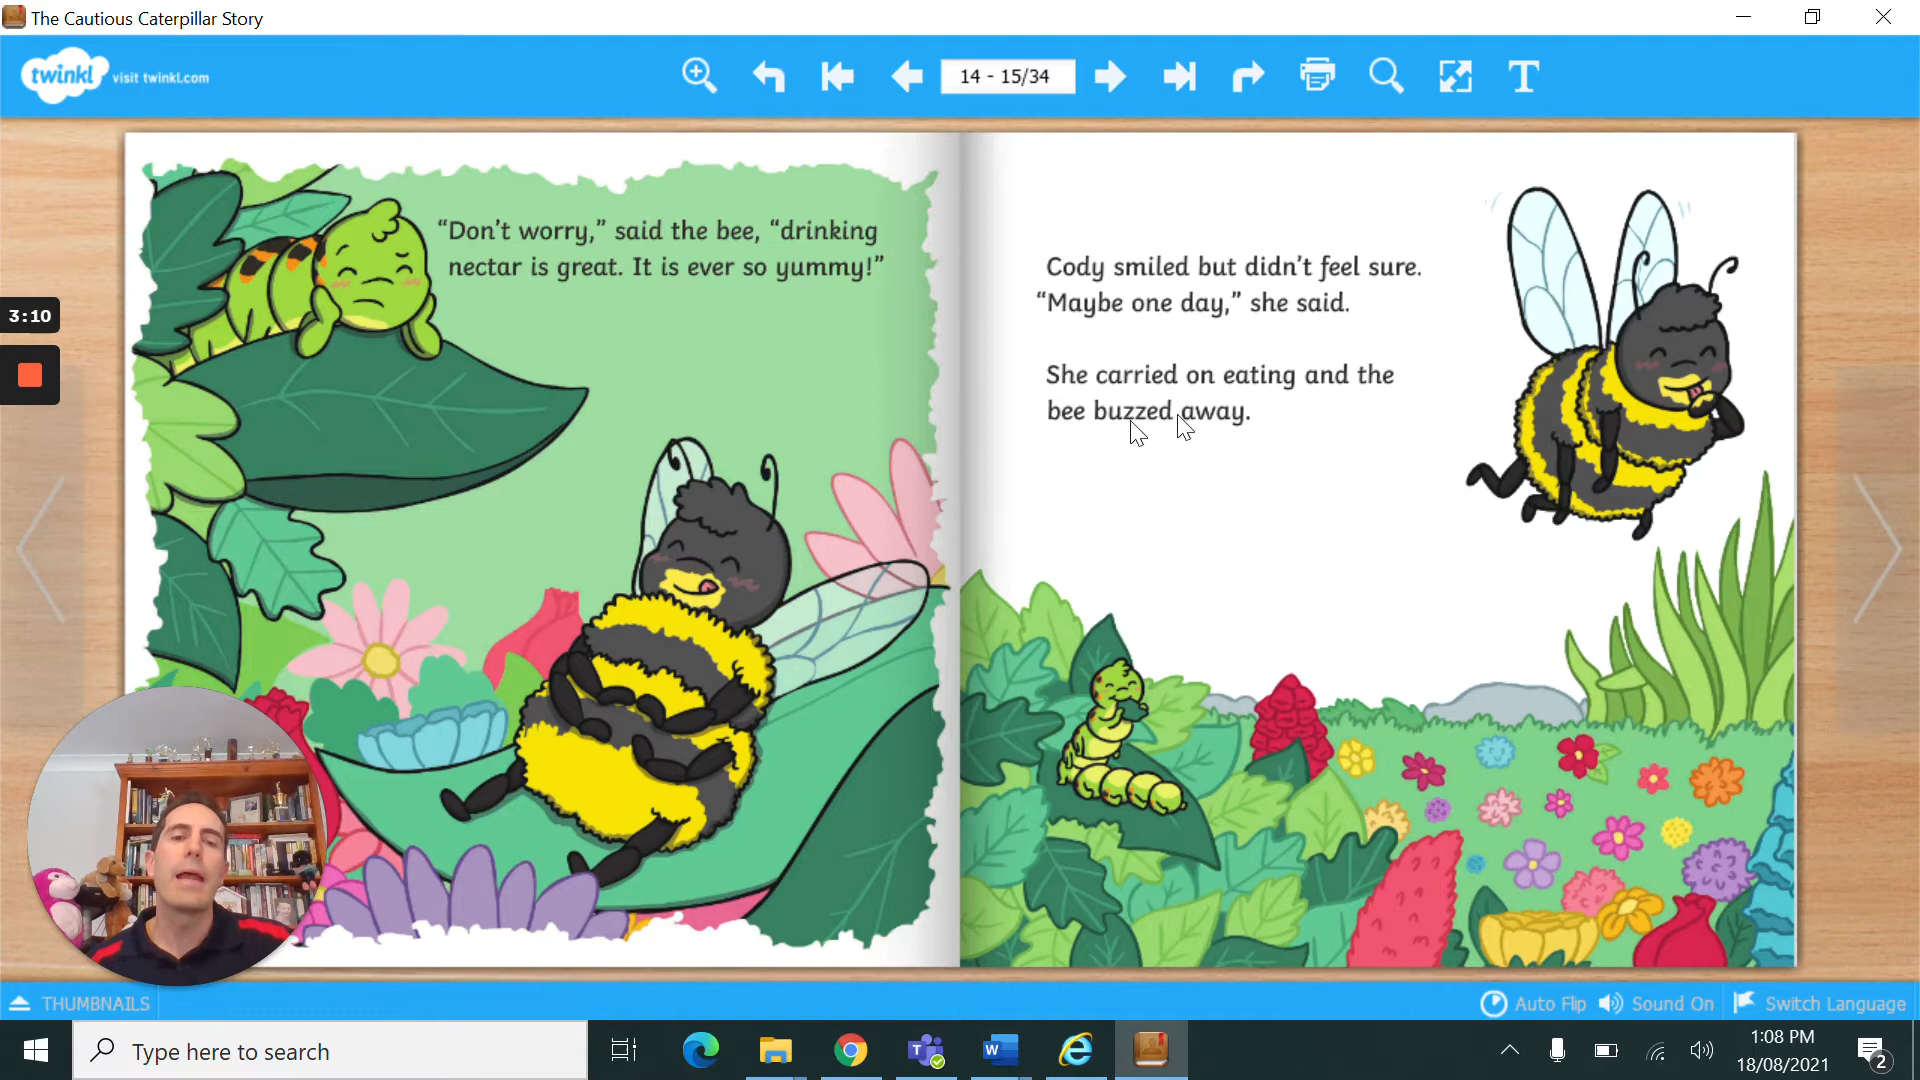 The Cautious Caterpillar Story
twinkl visit twinkl.com
14 - 15/34
T
3:10
“Don’t worry,” said the bee, “drinking
nectar is great. It is ever so yummy!”
Cody smiled but didn’t feel sure.
“Maybe one day,” she said.
She carried on eating and the
bee buzzed away.
THUMBNAILS
Auto Flip
Sound On
Switch Language
Type here to search
1:08 PM
18/08/2021
2